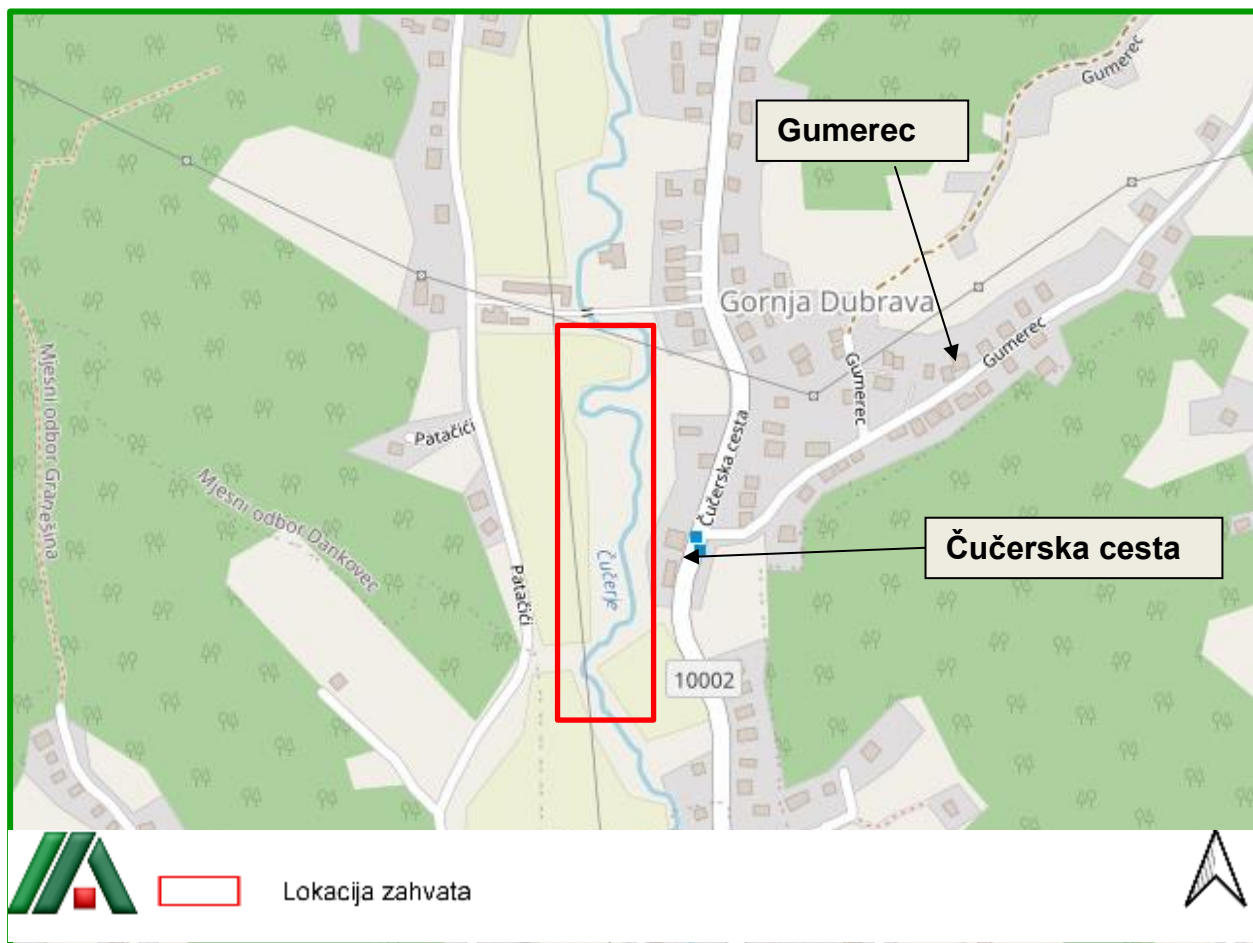 Gumerec
Gumerec
Gornja Dubrava
Gumerec
Gumerec
Mjesni odbor Granešina
Čučerska cesta
Patačići
Mjesni odbor Dankovec
Čučerska cesta
Čučerje
Patačići
10002
Lokacija zahvata